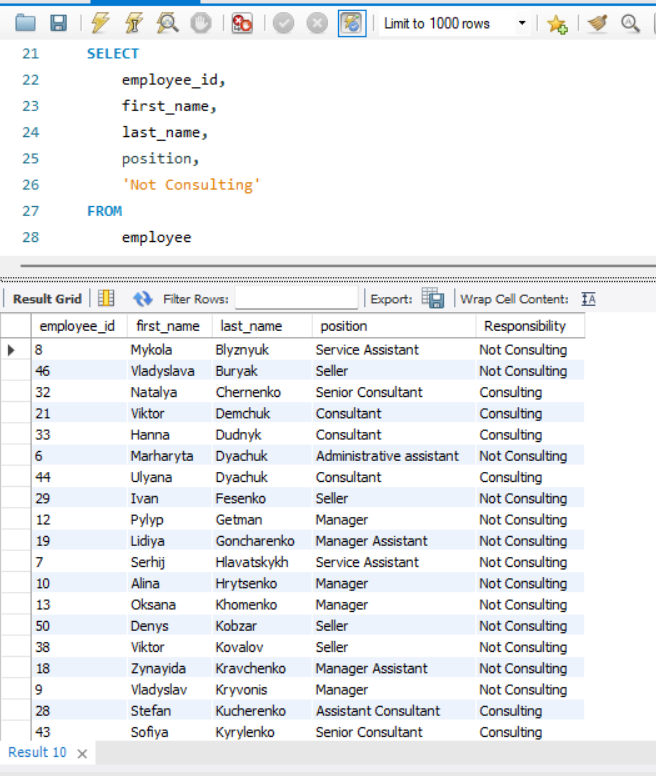 Limit to 1000 rows
21 SELECT
22 employee_id,
23 first_name,
24 last_name,
25 position,
26 'Not Consulting'
27 FROM
28 employee
Result Grid Filter Rows: Export: Wrap Cell Content: IA
employee_id first_name last_name position Responsibility
8 Mykola Blyznyuk Service Assistant Not Consulting
46 Vladyslava Buryak Seller Not Consulting
32 Natalya Chernenko Senior Consultant Consulting
21 Viktor Demchuk Consultant Consulting
33 Hanna Dudnyk Consultant Consulting
6 Marharyta Dyachuk Administrative assistant Not Consulting
44 Ulyana Dyachuk Consultant Consulting
29 Ivan Fesenko Seller Not Consulting
12 Pylyp Getman Manager Not Consulting
19 Lidiya Goncharenko Manager Assistant Not Consulting
7 Serhij Hlavatskykh Service Assistant Not Consulting
10 Alina Hrytsenko Manager Not Consulting
13 Oksana Khomenko Manager Not Consulting
50 Denys Kobzar Seller Not Consulting
38 Viktor Kovalov Seller Not Consulting
18 Zynayida Kravchenko Manager Assistant Not Consulting
9 Vladyslav Kryvonis Manager Not Consulting
28 Stefan Kucherenko Assistant Consultant Consulting
43 Sofiya Kyrylenko Senior Consultant Consulting
Result 10